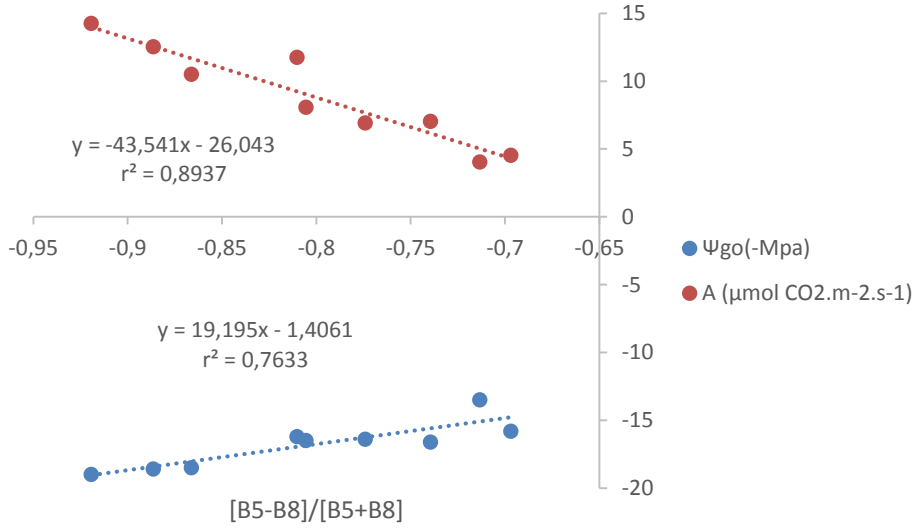 15
10
5
0
-5
-10
-15
-20
y = -43,541x - 26,043
r² = 0,8937
-0,95 -0,9 -0,85 -0,8 -0,75 -0,7 -0,65
Ψgo(-Mpa)
A (µmol CO2.m-2.s-1)
y = 19,195x - 1,4061
r² = 0,7633
[B5-B8]/[B5+B8]